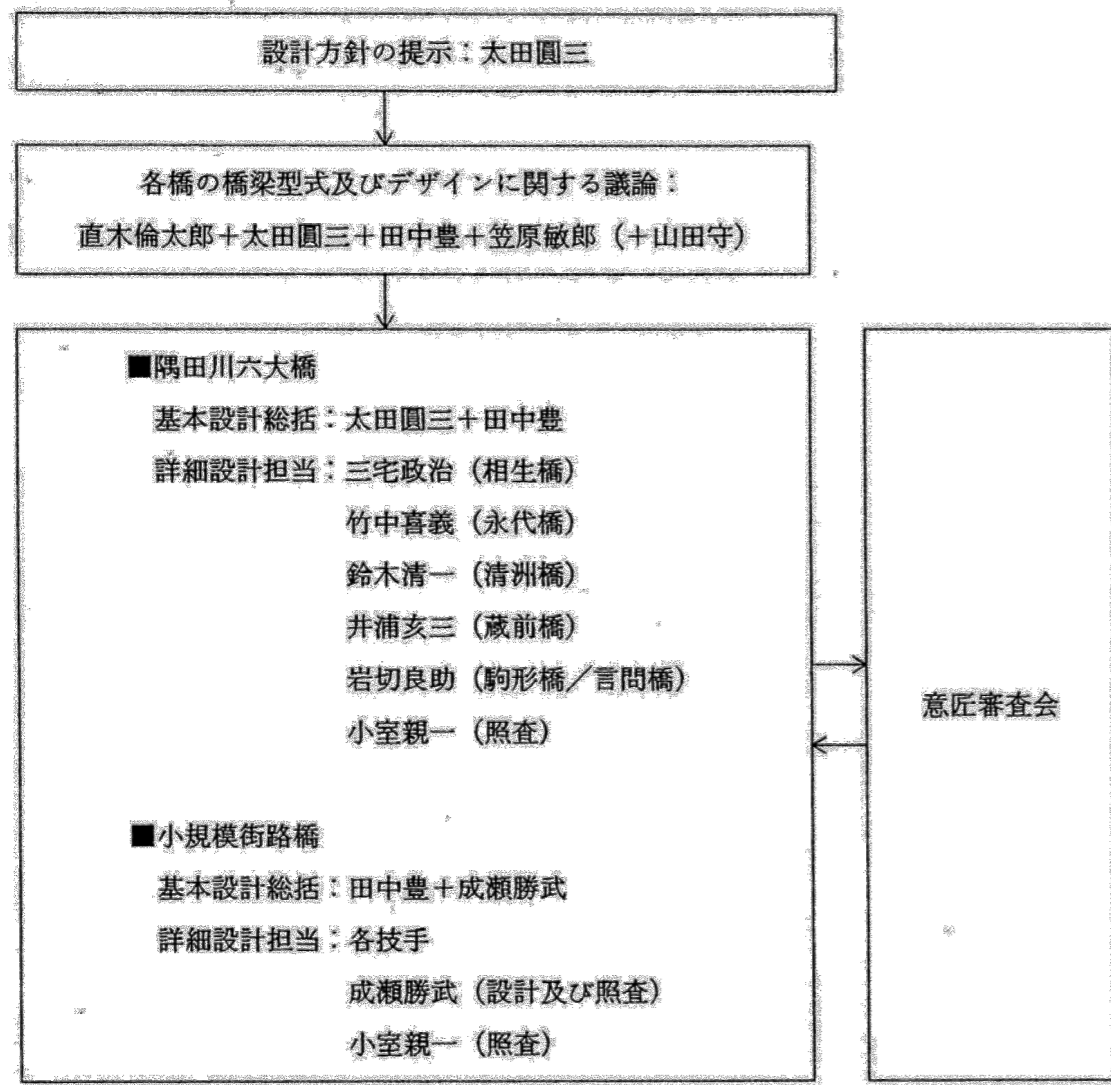 設計方針の提示：太田圓三
各橋の橋梁型式及びデザインに関する議論：
直木倫太郎＋太田圓三＋田中豊＋笠原敏郎（＋山田守）
■隅田川六大橋
基本設計総括：太田圓三＋田中豊
詳細設計担当：三宅政治（相生橋）
竹中喜義（永代橋）
鈴木清一（清洲橋）
井浦亥三（蔵前橋）
岩切良助（駒形橋／言問橋）
小室親一（照査）
■小規模街路橋
基本設計総括：田中豊＋成瀬勝武
詳細設計担当：各技手
成瀬勝武（設計及び照査）
小室親一（照査）
意匠審査会